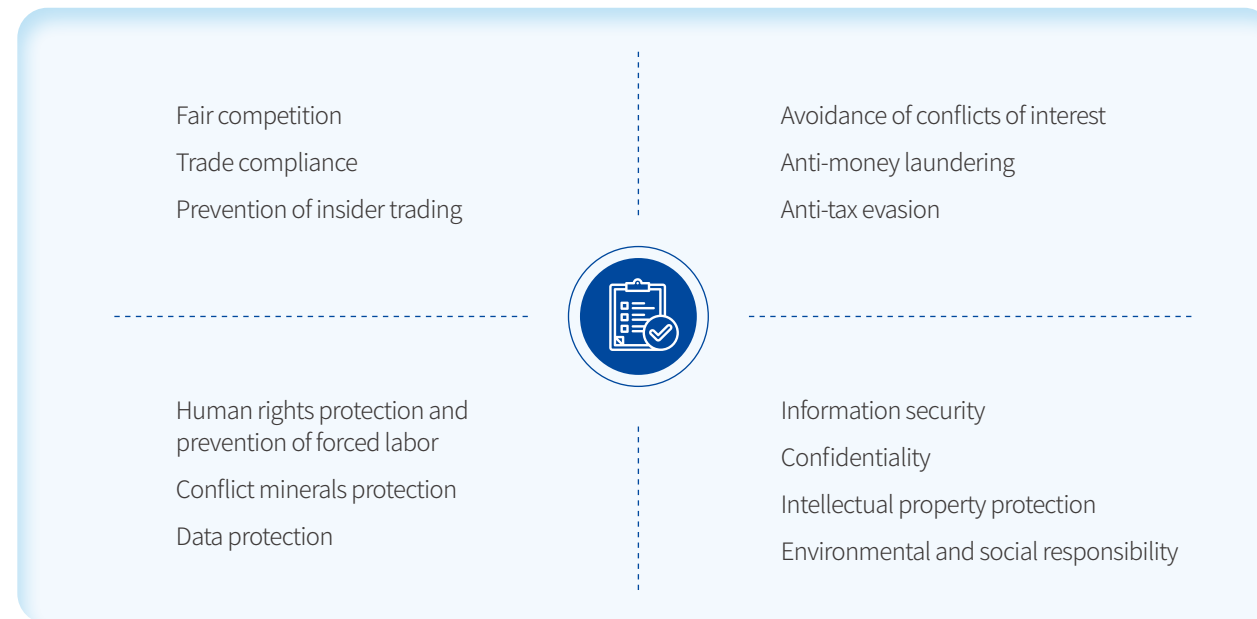 Fair competition
Trade compliance
Prevention of insider trading
Avoidance of conflicts of interest
Anti-money laundering
Anti-tax evasion
Human rights protection and
prevention of forced labor
Conflict minerals protection
Data protection
Information security
Confidentiality
Intellectual property protection
Environmental and social responsibility